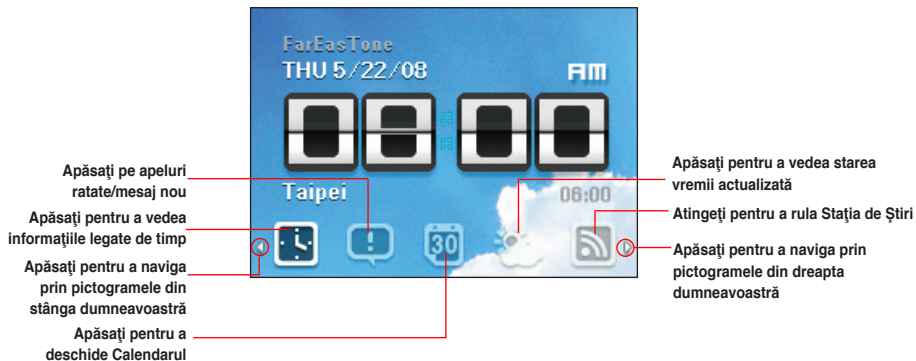 FarEasTone
THU 5/22/08
AM
08:00
Taipei
06:00
30
Apăsaţi pe apeluri
ratate/mesaj nou
Apăsaţi pentru a vedea
informaţiile legate de timp
Apăsaţi pentru a naviga
prin pictogramele din
stânga dumneavoastră
Apăsaţi pentru a
deschide Calendarul
Apăsaţi pentru a vedea starea
vremii actualizată
Atingeţi pentru a rula Staţia de Ştiri
Apăsaţi pentru a naviga prin
pictogramele din dreapta
dumneavoastră